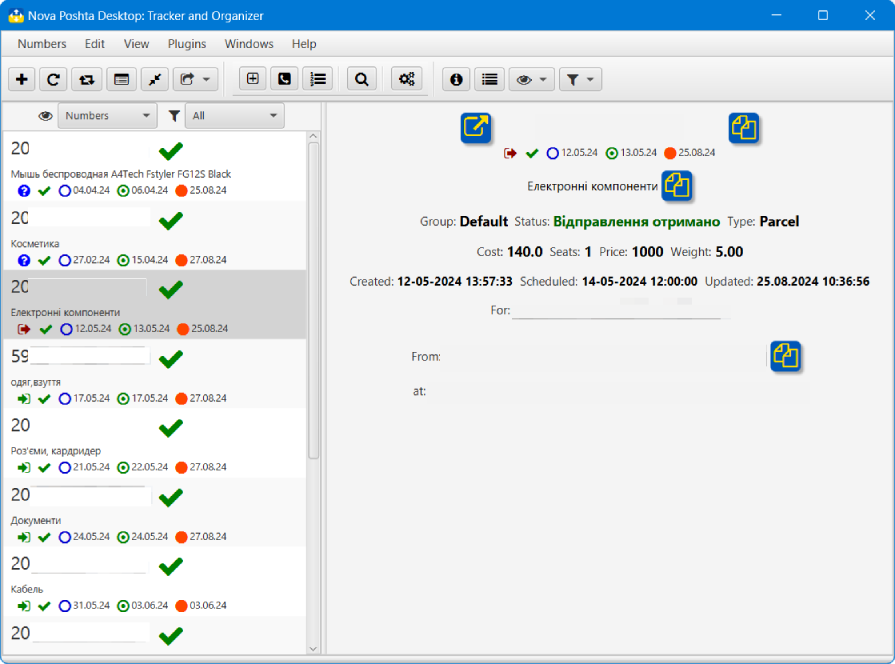 Nova Poshta Desktop: Tracker and Organizer
Numbers Edit View Plugins Windows Help
Numbers All
20
Мышь беспроводная A4Tech Fstyler FG12S Black
04.04.24 06.04.24 25.08.24
20
Косметика
27.02.24 15.04.24 27.08.24
20
Електронні компоненти
12.05.24 13.05.24 25.08.24
59
одяг,взуття
17.05.24 17.05.24 27.08.24
20
Роз'єми, кардридер
21.05.24 22.05.24 27.08.24
20
Документи
24.05.24 24.05.24 27.08.24
20
Кабель
31.05.24 03.06.24 03.06.24
20
12.05.24 13.05.24 25.08.24
Електронні компоненти
Group: Default Status: Відправлення отримано Type: Parcel
Cost: 140.0 Seats: 1 Price: 1000 Weight: 5.00
Created: 12-05-2024 13:57:33 Scheduled: 14-05-2024 12:00:00 Updated: 25.08.2024 10:36:56
For:
From:
at: